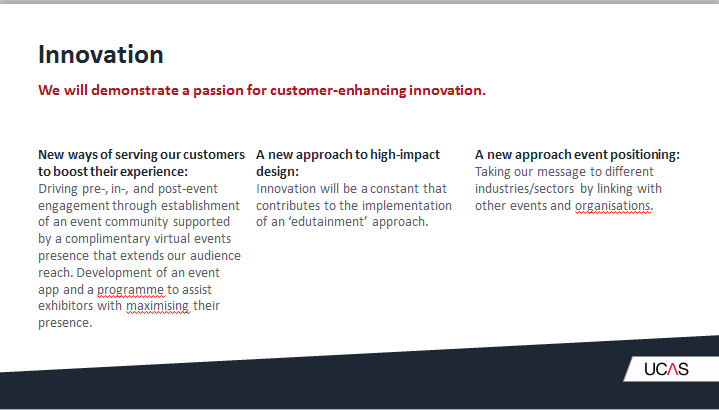 Innovation
We will demonstrate a passion for customer-enhancing innovation.
New ways of serving our customers
to boost their experience:
Driving pre-, in-, and post-event
engagement through establishment
of an event community supported
by a complimentary virtual events
presence that extends our audience
reach. Development of an event
app and a programme to assist
exhibitors with maximising their
presence.
A new approach to high-impact
design:
Innovation will be a constant that
contributes to the implementation
of an ‘edutainment’ approach.
A new approach event positioning:
Taking our message to different
industries/sectors by linking with
other events and organisations.
UCAS